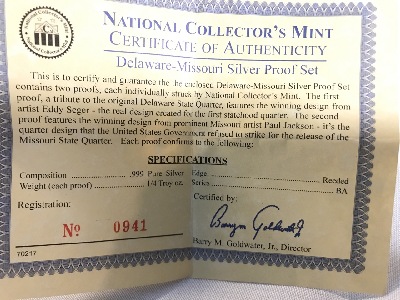 NATIONAL COLLECTOR'S MINT
CERTIFICATE OF AUTHENTICITY
Delaware-Missouri Silver Proof Set
This is to certify and guarantee the the enclosed Delaware-Missouri Silver Proof Set
contains two proofs, each individually struck by National Collector's Mint. The first
proof, a tribute to the original Delaware State Quarter, features the winning design from
artist Eddy Seger - the real design created for the first statehood quarter. The second
proof features the winning design from prominent Missouri artist Paul Jackson - it's the
quarter design that the United States Government refused to strike for the release of the
Missouri State Quarter. Each proof confirms to the following:
SPECIFICATIONS
Composition .999 Pure Silver
Weight (each proof) 1/4 Troy oz.
Edge Reeded
Series BA
Registration:
Nº 0941
70217
Certified by:
Barry M. Goldwater, Jr., Director